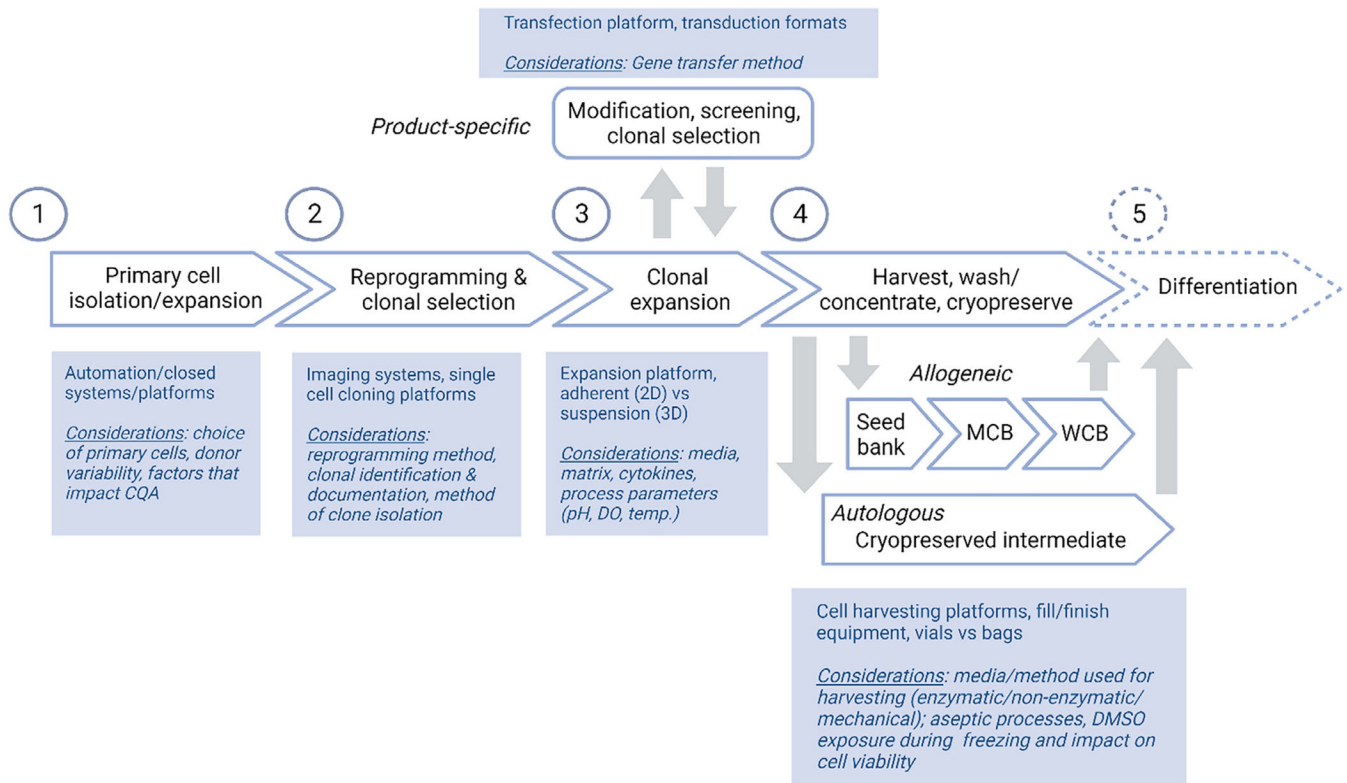 Transfection platform, transduction formats
Considerations: Gene transfer method
Product-specific
Modification, screening,
clonal selection
1
2
3
4
5
Primary cell
isolation/expansion
Reprogramming &
clonal selection
Clonal
expansion
Harvest, wash/
concentrate, cryopreserve
Differentiation
Automation/closed
systems/platforms
Considerations: choice
of primary cells, donor
variability, factors that
impact CQA
Imaging systems, single
cell cloning platforms
Considerations:
reprogramming method,
clonal identification &
documentation, method
of clone isolation
Expansion platform,
adherent (2D) vs
suspension (3D)
Considerations: media,
matrix, cytokines,
process parameters
(pH, DO, temp.)
Allogeneic
Seed
bank
MCB
WCB
Autologous
Cryopreserved intermediate
Cell harvesting platforms, fill/finish
equipment, vials vs bags
Considerations: media/method used for
harvesting (enzymatic/non-enzymatic/
mechanical); aseptic processes, DMSO
exposure during freezing and impact on
cell viability